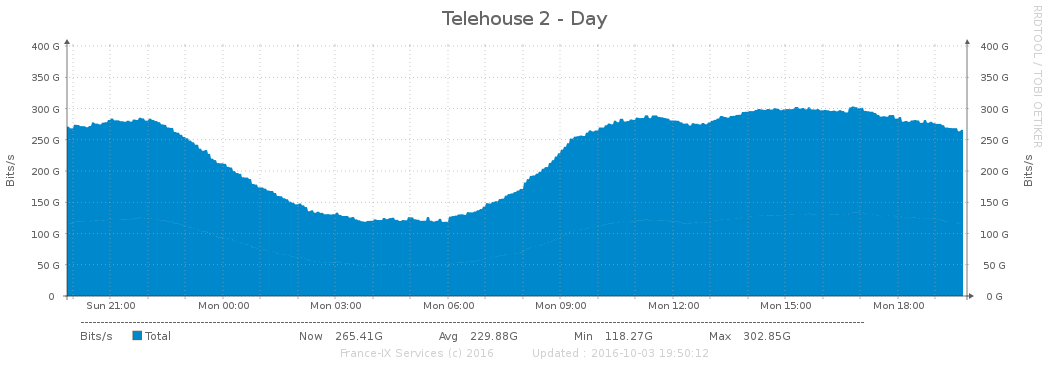 Telehouse 2 - Day
RRDTOOL / TOBI OETIKER
400 G 400 G
350 G 350 G
300 G 300 G
250 G 250 G
200 G 200 G
150 G 150 G
100 G 100 G
50 G 50 G
0 0 G
Bits/s
Bits/s
Sun 21:00 Mon 00:00 Mon 03:00 Mon 06:00 Mon 09:00 Mon 12:00 Mon 15:00 Mon 18:00
Bits/s Total Now 265.41G Avg 229.88G Min 118.27G Max 302.85G
France-IX Services (c) 2016 Updated : 2016-10-03 19:50:12